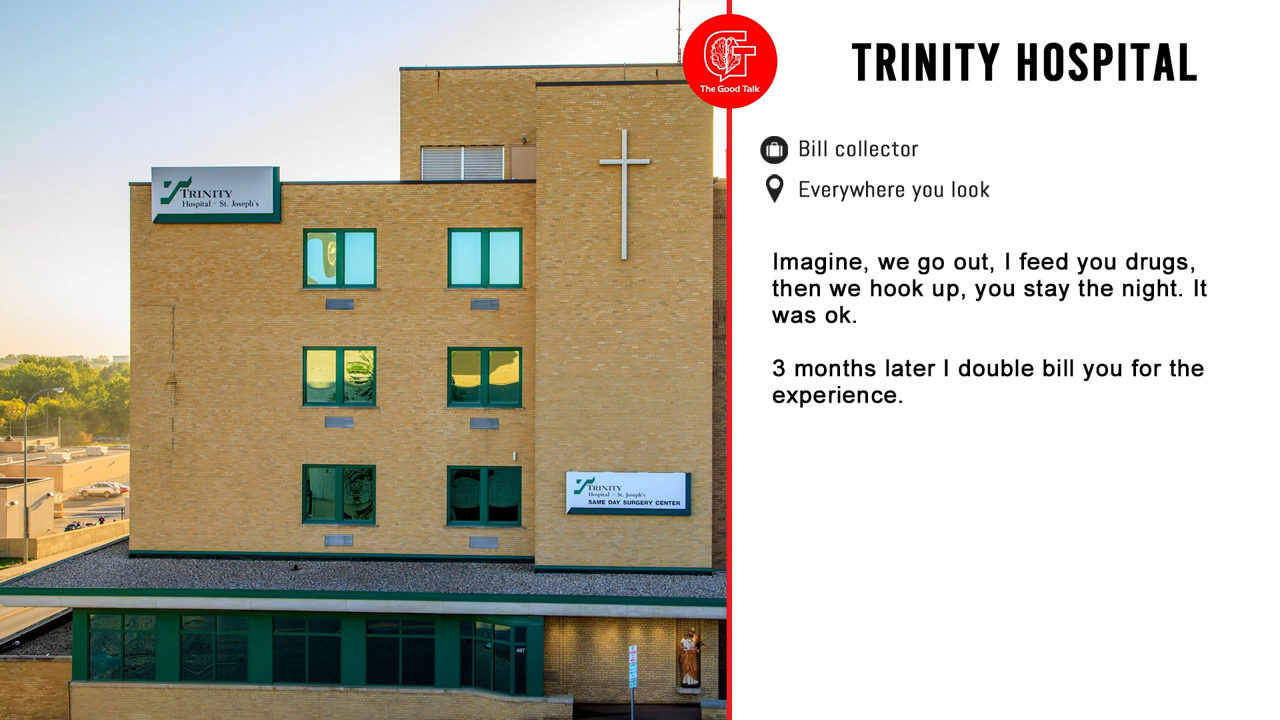 TRINITY
Hospital - St. Joseph's
TRINITY
Hospital - St. Joseph's
SAME DAY SURGERY CENTER
407
The Good Talk
TRINITY HOSPITAL
Bill collector
Everywhere you look
Imagine, we go out, I feed you drugs,
then we hook up, you stay the night. It
was ok.
3 months later I double bill you for the
experience.